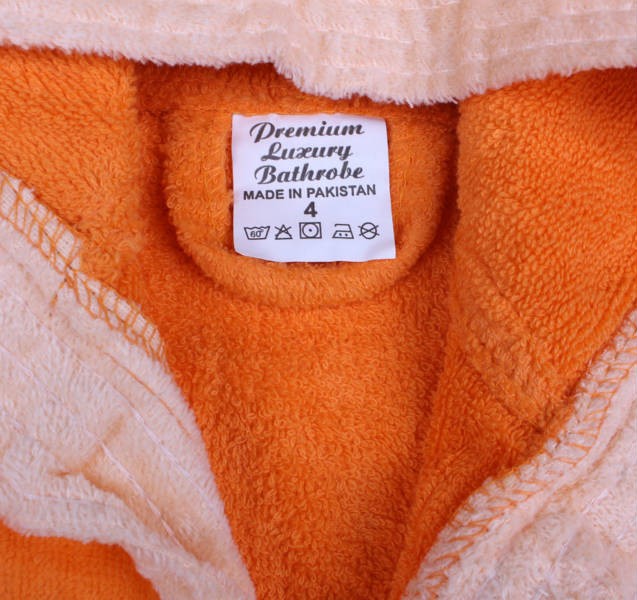 Premium
Luxury
Bathrobe
MADE IN PAKISTAN
4
60°